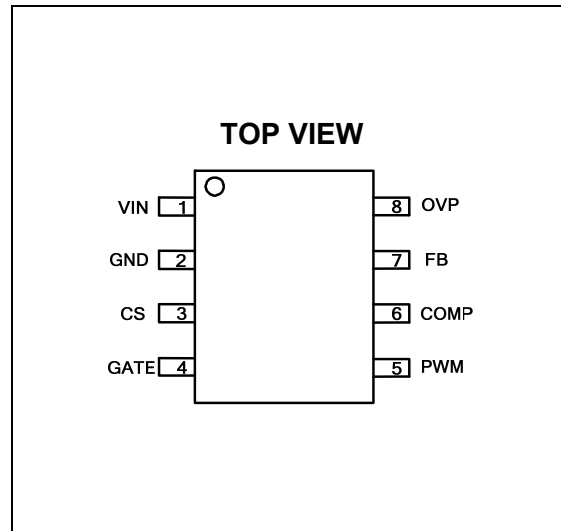 TOP VIEW
VIN 1 8 OVP
GND 2 7 FB
CS 3 6 COMP
GATE 4 5 PWM